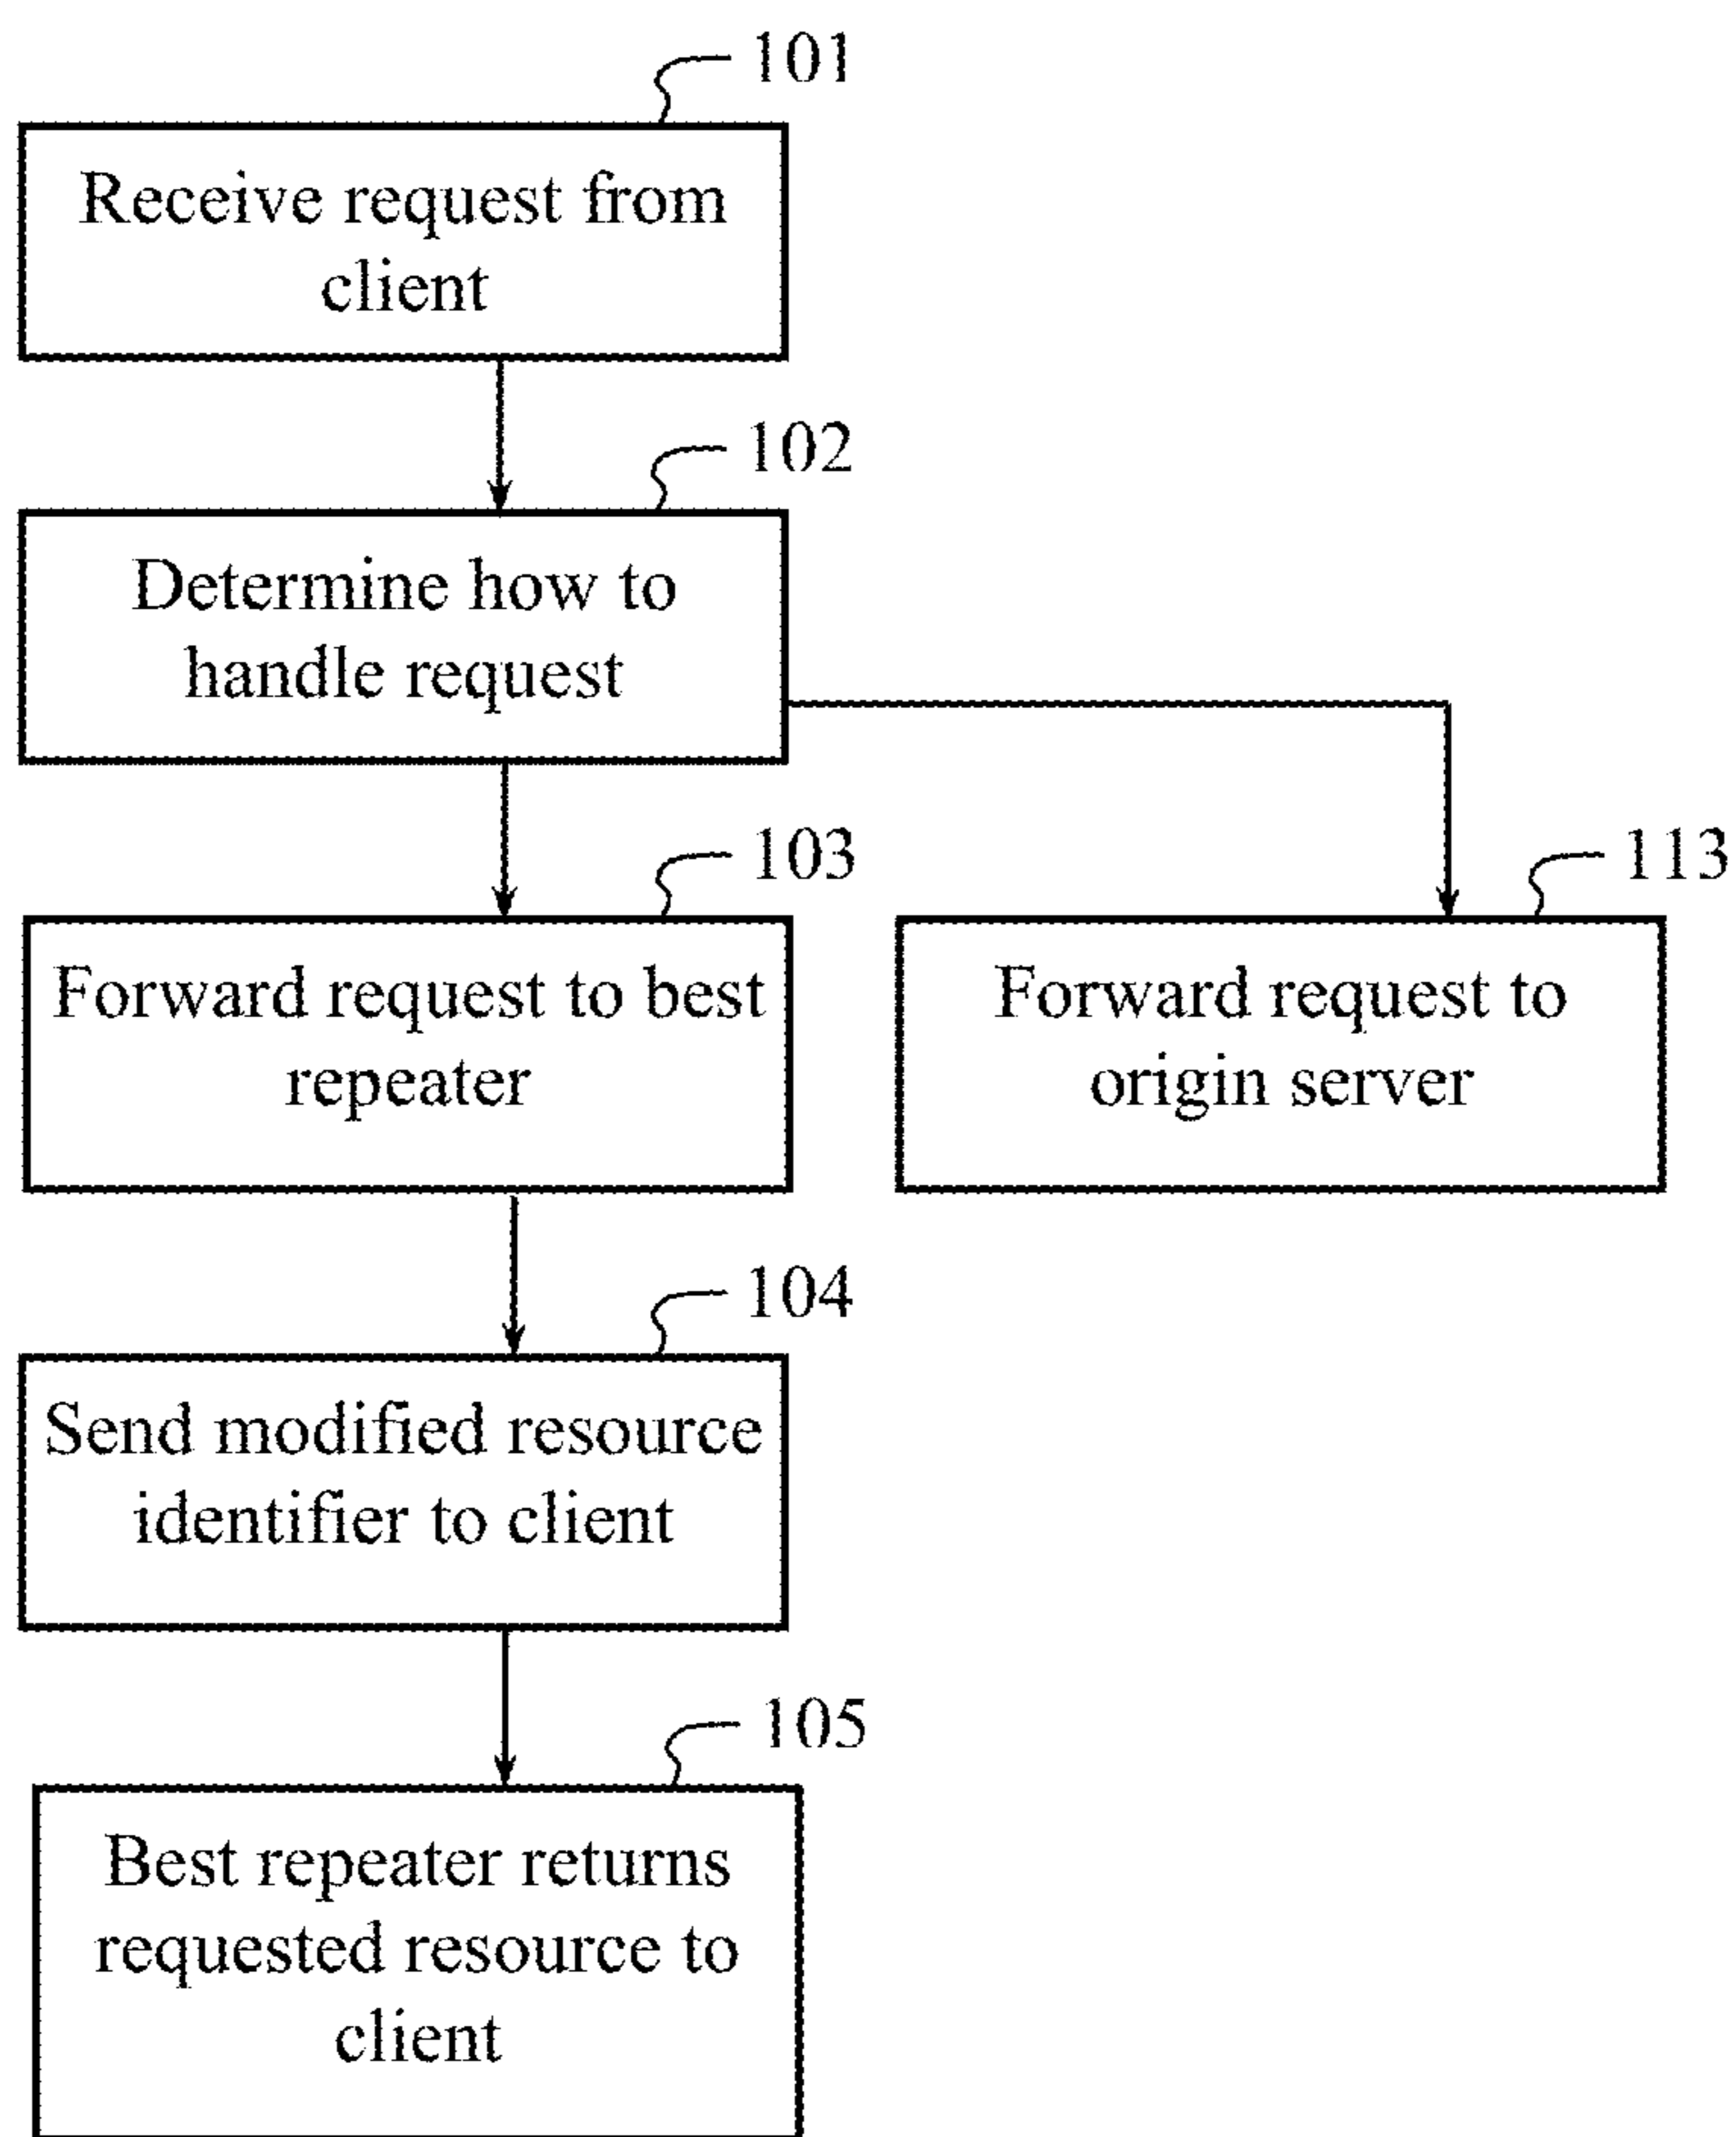 101
Receive request from
client
102
Determine how to
handle request
103
113
Forward request to best
repeater
Forward request to
origin server
104
Send modified resource
identifier to client
105
Best repeater returns
requested resource to
client